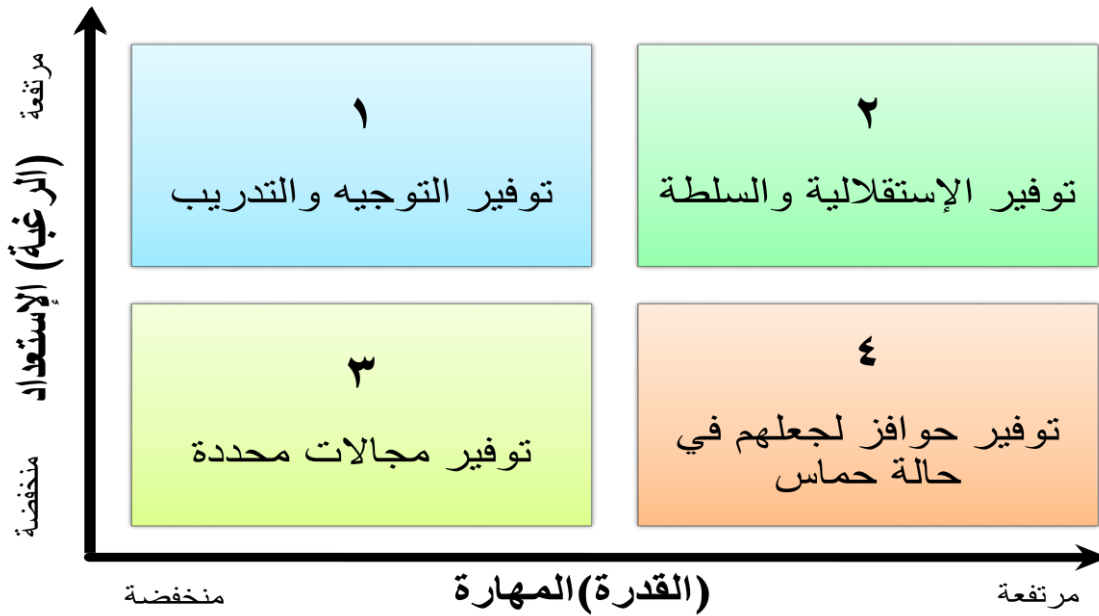 مرتفعة
الإستعداد (الرغبة)
منخفضة
١
توفير التوجيه والتدريب
٢
توفير الإستقلالية والسلطة
٣
توفير مجالات محددة
٤
توفير حوافز لجعلهم في
حالة حماس
منخفضة
(القدرة)المهارة
مرتفعة